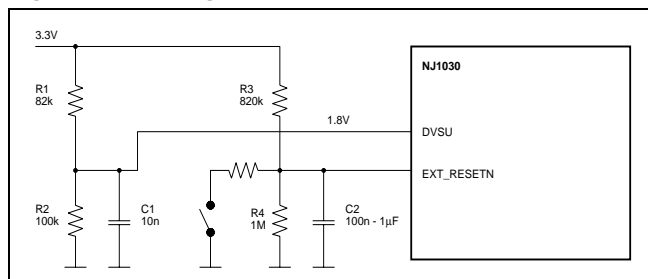 3.3V
R1
82k
R3
820k
NJ1030
1.8V
DVSU
EXT_RESETN
R2
100k
C1
10n
R4
1M
C2
100n - 1µF